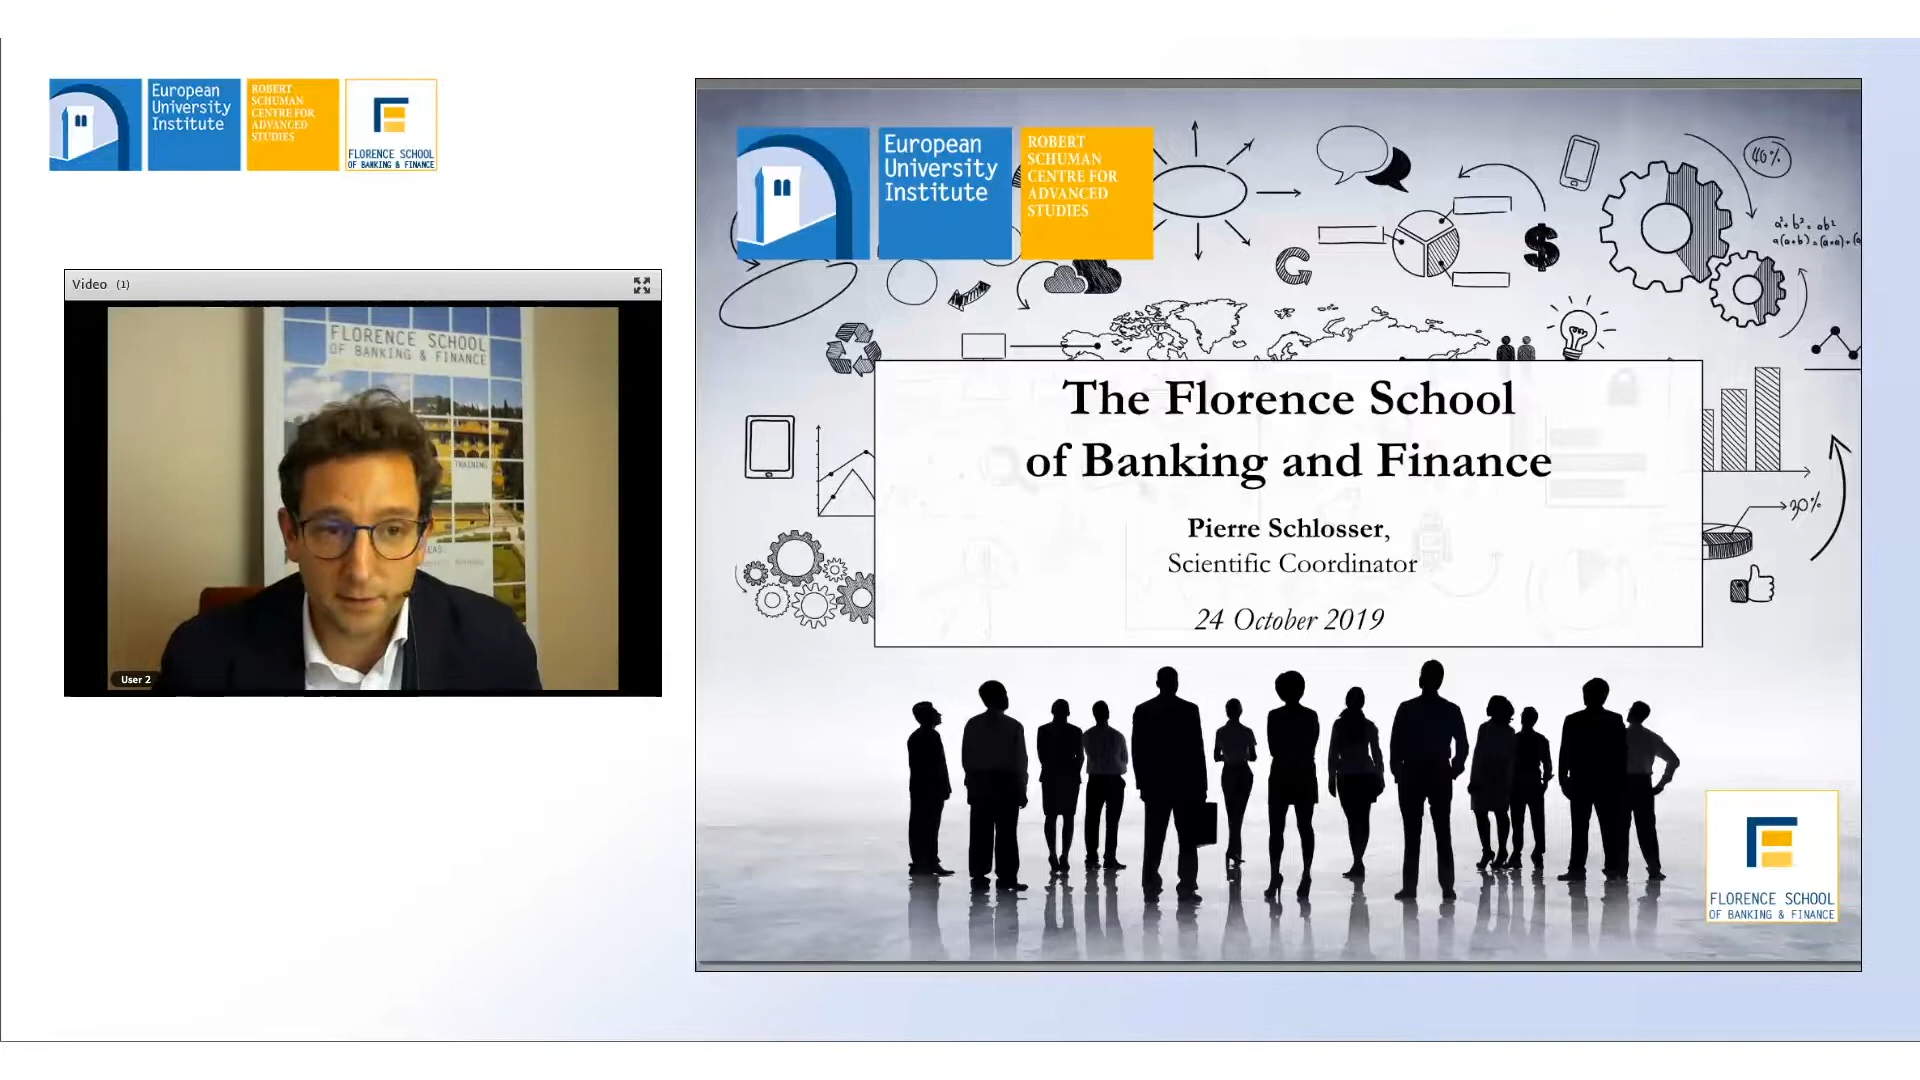 European
University
Institute
ROBERT
SCHUMAN
CENTRE FOR
ADVANCED
STUDIES
FLORENCE SCHOOL
OF BANKING & FINANCE
Video (1)
FLORENCE SCHOOL
OF BANKING & FINANCE
TRAINING
User 2
European
University
Institute
ROBERT
SCHUMAN
CENTRE FOR
ADVANCED
STUDIES
40%
$
The Florence School
of Banking and Finance
Pierre Schlosser,
Scientific Coordinator
24 October 2019
30%
FLORENCE SCHOOL
OF BANKING & FINANCE